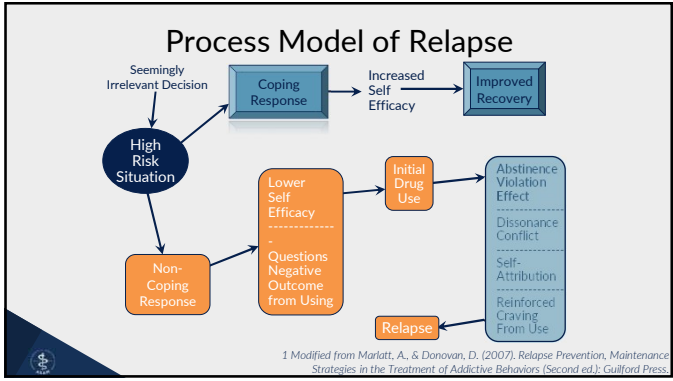 Process Model of Relapse
Seemingly
Irrelevant Decision
Coping
Response
Increased
Self
Efficacy
Improved
Recovery
High
Risk
Situation
Lower
Self
Efficacy
-------------
-
Questions
Negative
Outcome
from Using
Initial
Drug
Use
Abstinence
Violation
Effect
-------------
Dissonance
Conflict
-------------
Self-
Attribution
-------------
Reinforced
Craving
From Use
Non-
Coping
Response
Relapse
1 Modified from Marlatt, A., & Donovan, D. (2007). Relapse Prevention, Maintenance
Strategies in the Treatment of Addictive Behaviors (Second ed.): Guilford Press.